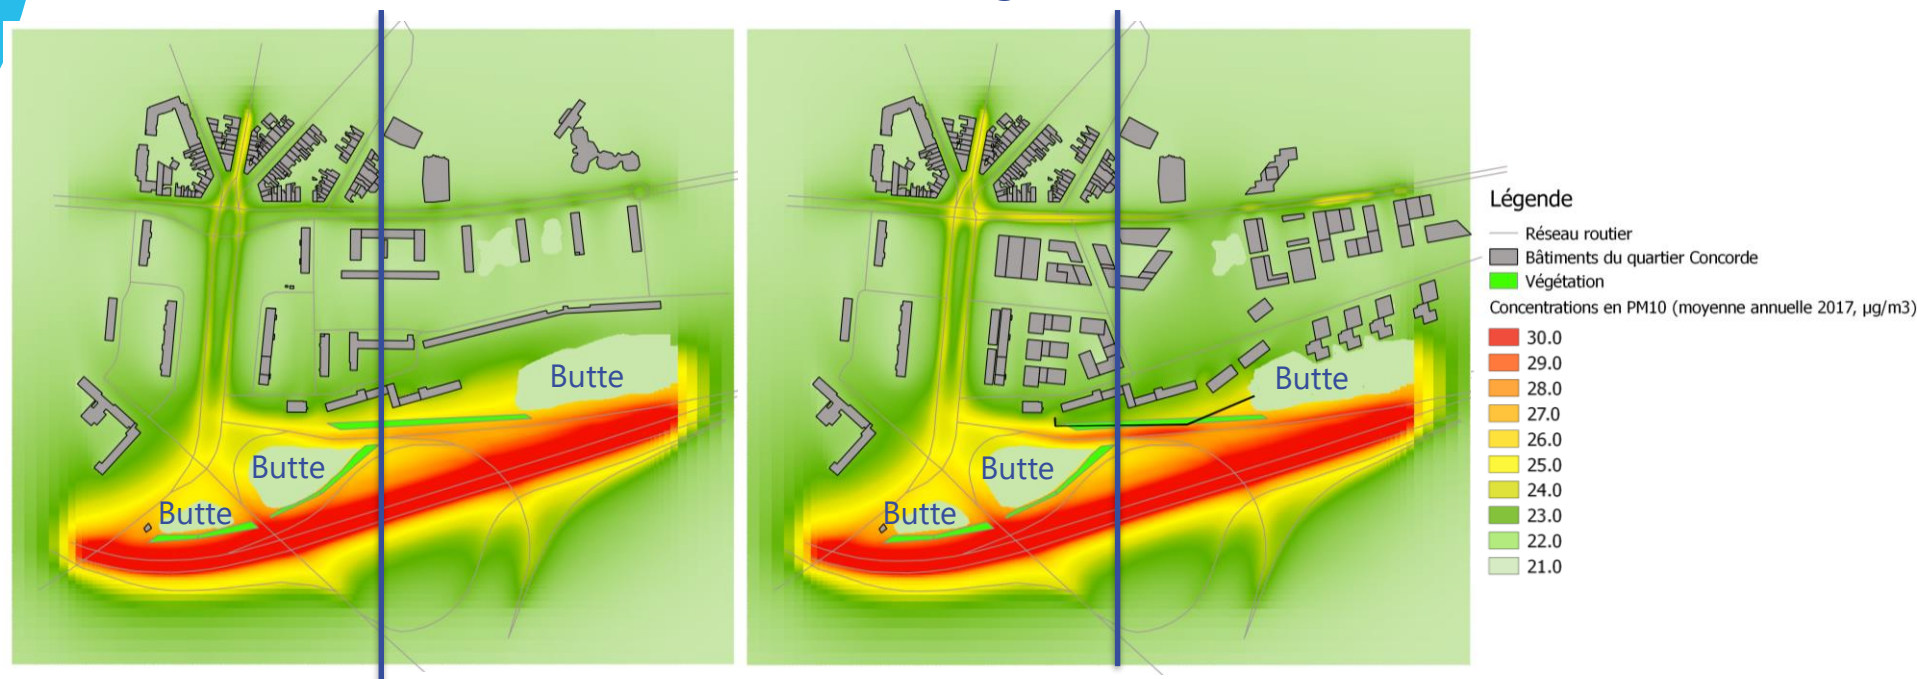 Butte
Butte
Butte
Butte
Butte
Butte
Légende
Réseau routier
Bâtiments du quartier Concorde
Végétation
Concentrations en PM10 (moyenne annuelle 2017, µg/m3)
30.0
29.0
28.0
27.0
26.0
25.0
24.0
23.0
22.0
21.0